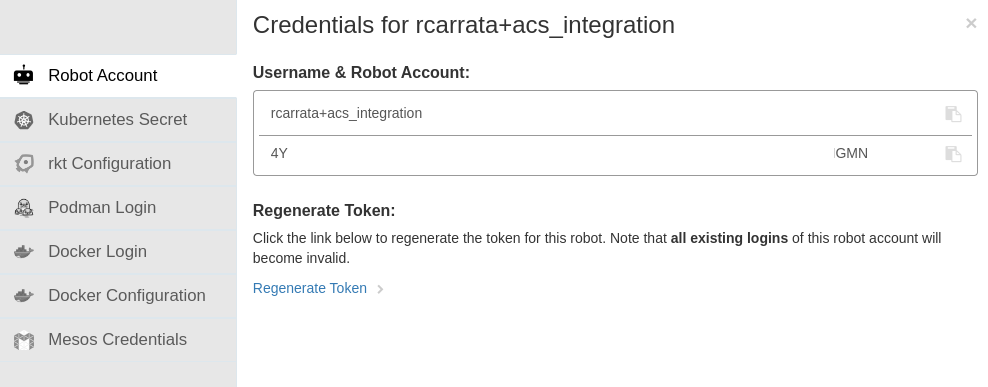 Credentials for rcarrata+acs_integration
×
Robot Account
Kubernetes Secret
rkt Configuration
Podman Login
Docker Login
Docker Configuration
Mesos Credentials
Username & Robot Account:
rcarrata+acs_integration
4Y GMN
Regenerate Token:
Click the link below to regenerate the token for this robot. Note that all existing logins of this robot account will
become invalid.
Regenerate Token